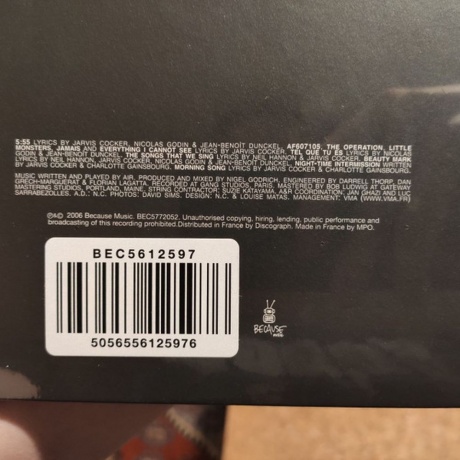 5:55 LYRICS BY JARVIS COCKER, NICOLAS GODIN & JEAN-BENOÎT DUNCKEL. AF607105, THE OPERATION, LITTLE
MONSTERS, JAMAIS AND EVERYTHING I CANNOT SEE LYRICS BY JARVIS COCKER. TEL QUE TU ES LYRICS BY NICOLAS
GODIN & JEAN-BENOÎT DUNCKEL. THE SONGS THAT WE SING LYRICS BY NEIL HANNON & JARVIS COCKER. BEAUTY MARK
LYRICS BY NEIL HANNON, JARVIS COCKER, NICOLAS GODIN & JEAN-BENOÎT DUNCKEL. NIGHT-TIME INTERMISSION WRITTEN
BY JARVIS COCKER & CHARLOTTE GAINSBOURG. MORNING SONG LYRICS BY JARVIS COCKER & CHARLOTTE GAINSBOURG.
MUSIC WRITTEN AND PLAYED BY AIR. PRODUCED AND MIXED BY NIGEL GODRICH. ENGINEERED BY DARRELL THORP, DAN
GRECH-MARGUERAT & FLORIAN LAGATTA. RECORDED AT GANG STUDIOS, PARIS. MASTERED BY BOB LUDWIG AT GATEWAY
MASTERING STUDIOS, PORTLAND, MAINE. STRING CONTRACTOR: SUZIE KATAYAMA. A&R COORDINATION: JAN GHAZI AND LUC
SARRABEZOLLES. A.D.: N.C. PHOTOS: DAVID SIMS. DESIGN: N.C. & LOUISE MATAS. MANAGEMENT: VMA (WWW.VMA.FR)
℗&© 2006 Because Music. BEC5772052. Unauthorised copying, hiring, lending, public performance and
broadcasting of this recording prohibited.Distributed in France by Discograph. Made in France by MPO.
BEC5612597
5056556125976
BECAUSE
MUSIC